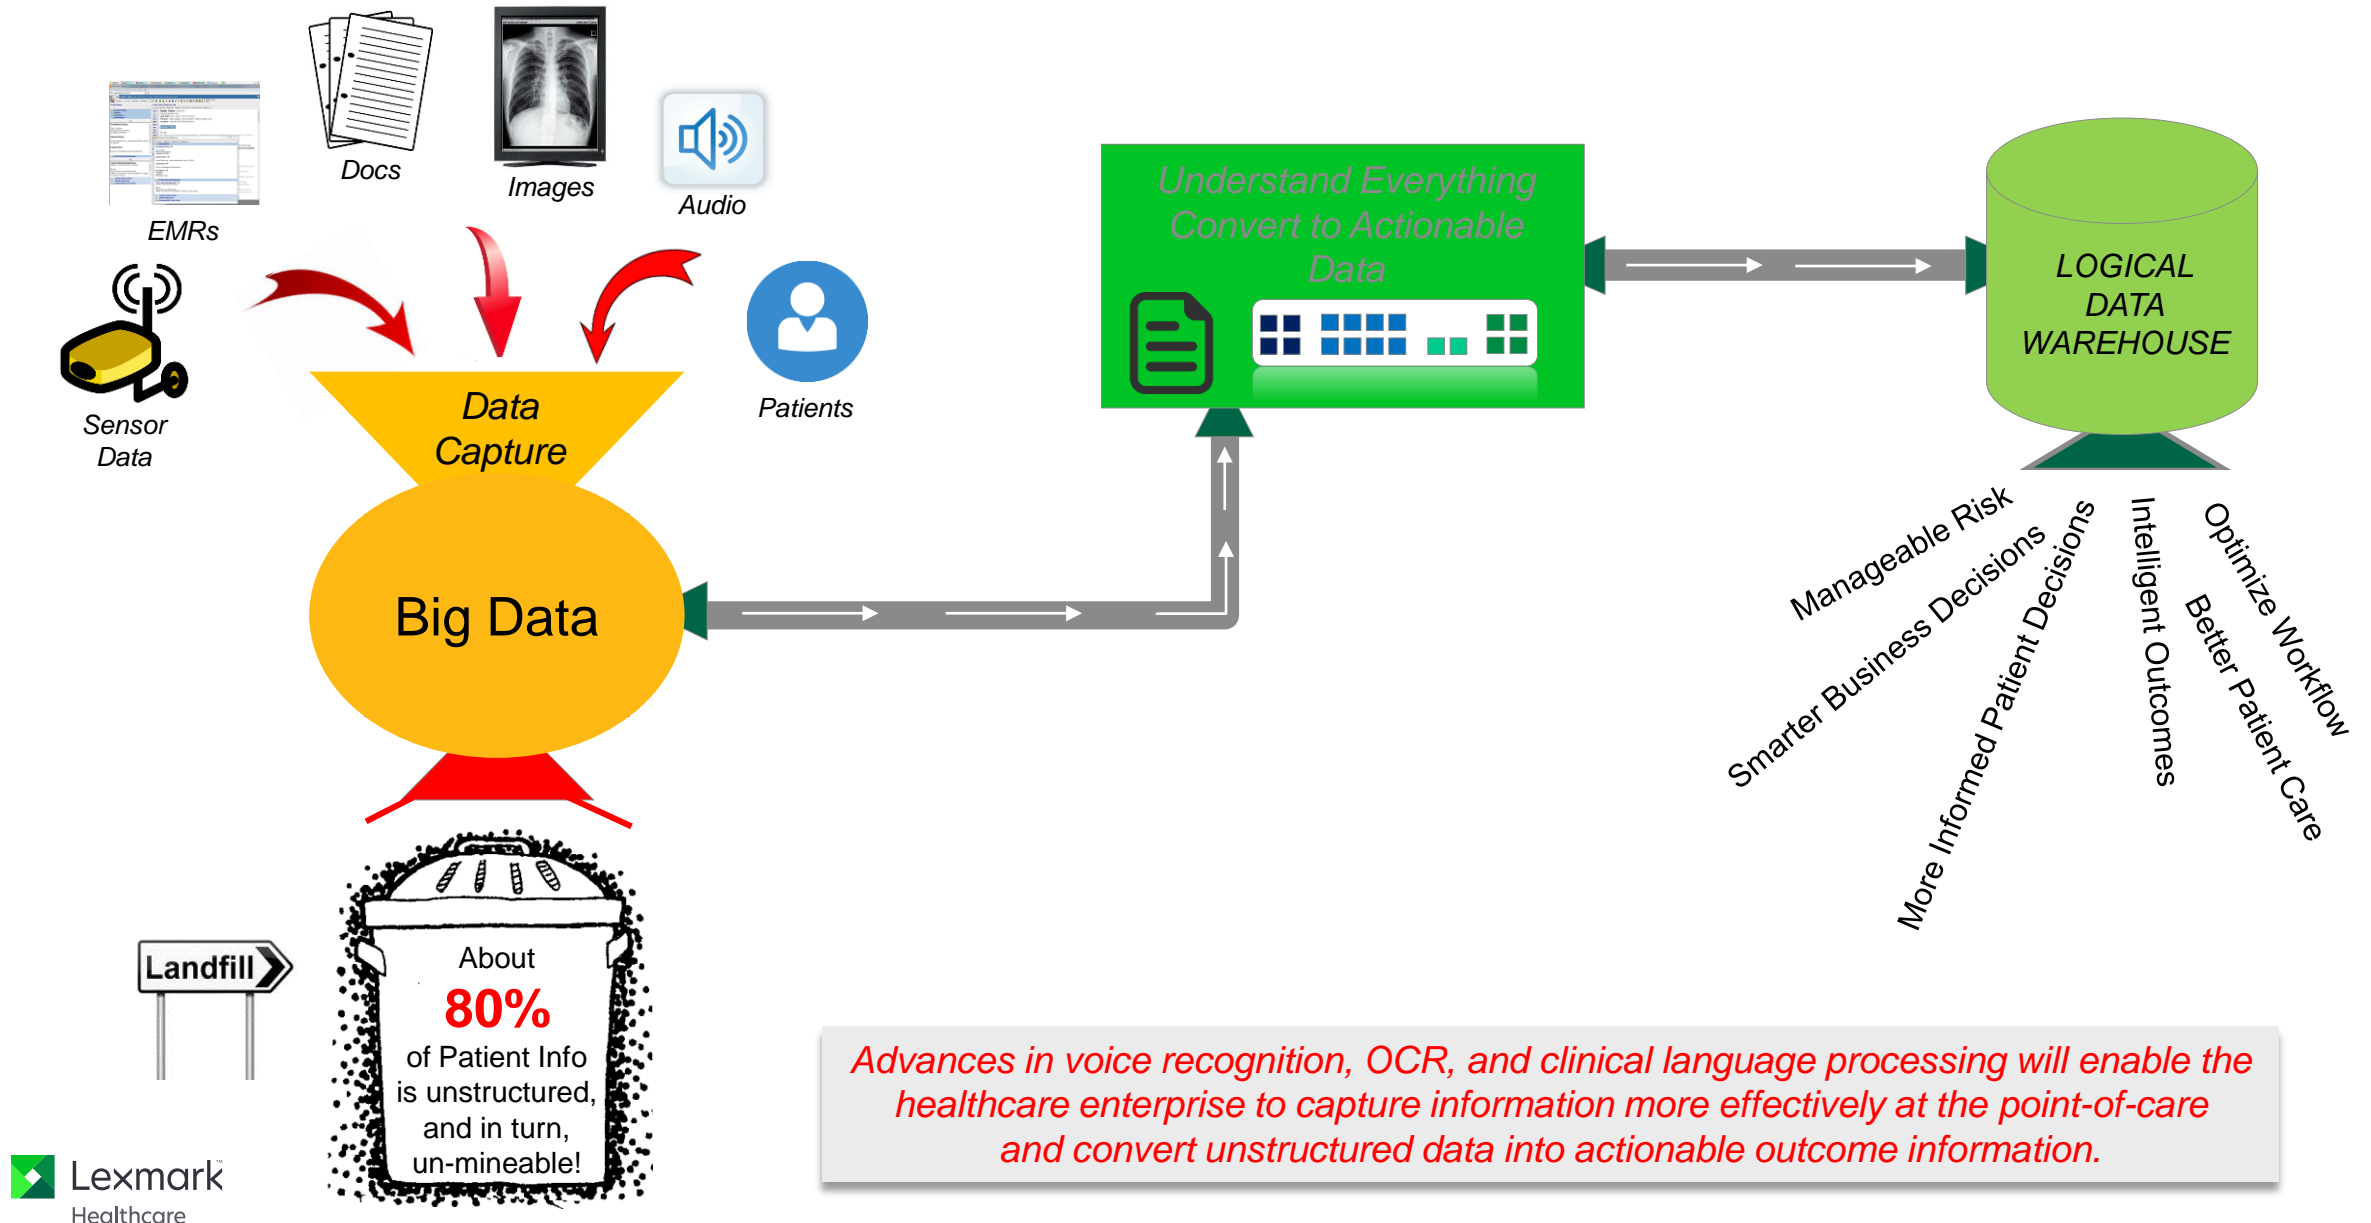 Docs
Images
Audio
EMRs
Sensor
Data
Patients
Data
Capture
Big Data
Understand Everything
Convert to Actionable
Data
LOGICAL
DATA
WAREHOUSE
Manageable Risk
Smarter Business Decisions
More Informed Patient Decisions
Intelligent Outcomes
Better Patient Care
Optimize Workflow
Landfill
About
80%
of Patient Info
is unstructured,
and in turn,
un-mineable!
Advances in voice recognition, OCR, and clinical language processing will enable the
healthcare enterprise to capture information more effectively at the point-of-care
and convert unstructured data into actionable outcome information.
Lexmark™
Healthcare